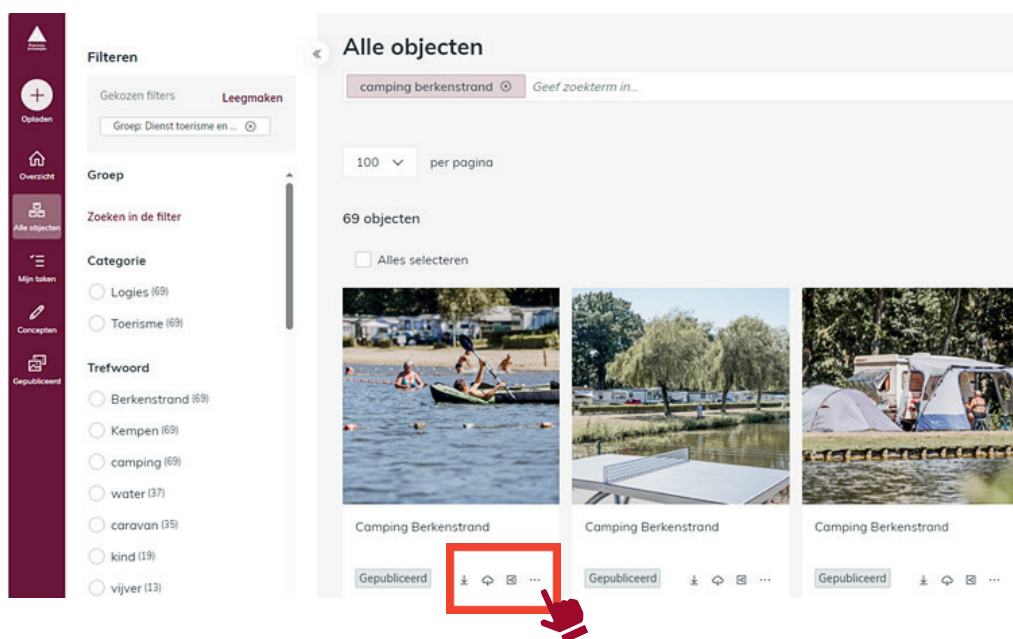 Provincie
Antwerpen
Opladen
Overzicht
Alle objecten
Mijn taken
Concepten
Gepubliceerd
Filteren
Gekozen filters Leegmaken
Groep: Dienst toerisme en ...
Groep
Zoeken in de filter
Categorie
Logies (69)
Toerisme (69)
Trefwoord
Berkenstrand (69)
Kempen (69)
camping (69)
water (37)
caravan (35)
kind (19)
vijver (13)
Alle objecten
camping berkenstrand Geef zoekterm in...
100 per pagina
69 objecten
Alles selecteren
Camping Berkenstrand
Gepubliceerd
Camping Berkenstrand
Gepubliceerd
Camping Berkenstrand
Gepubliceerd